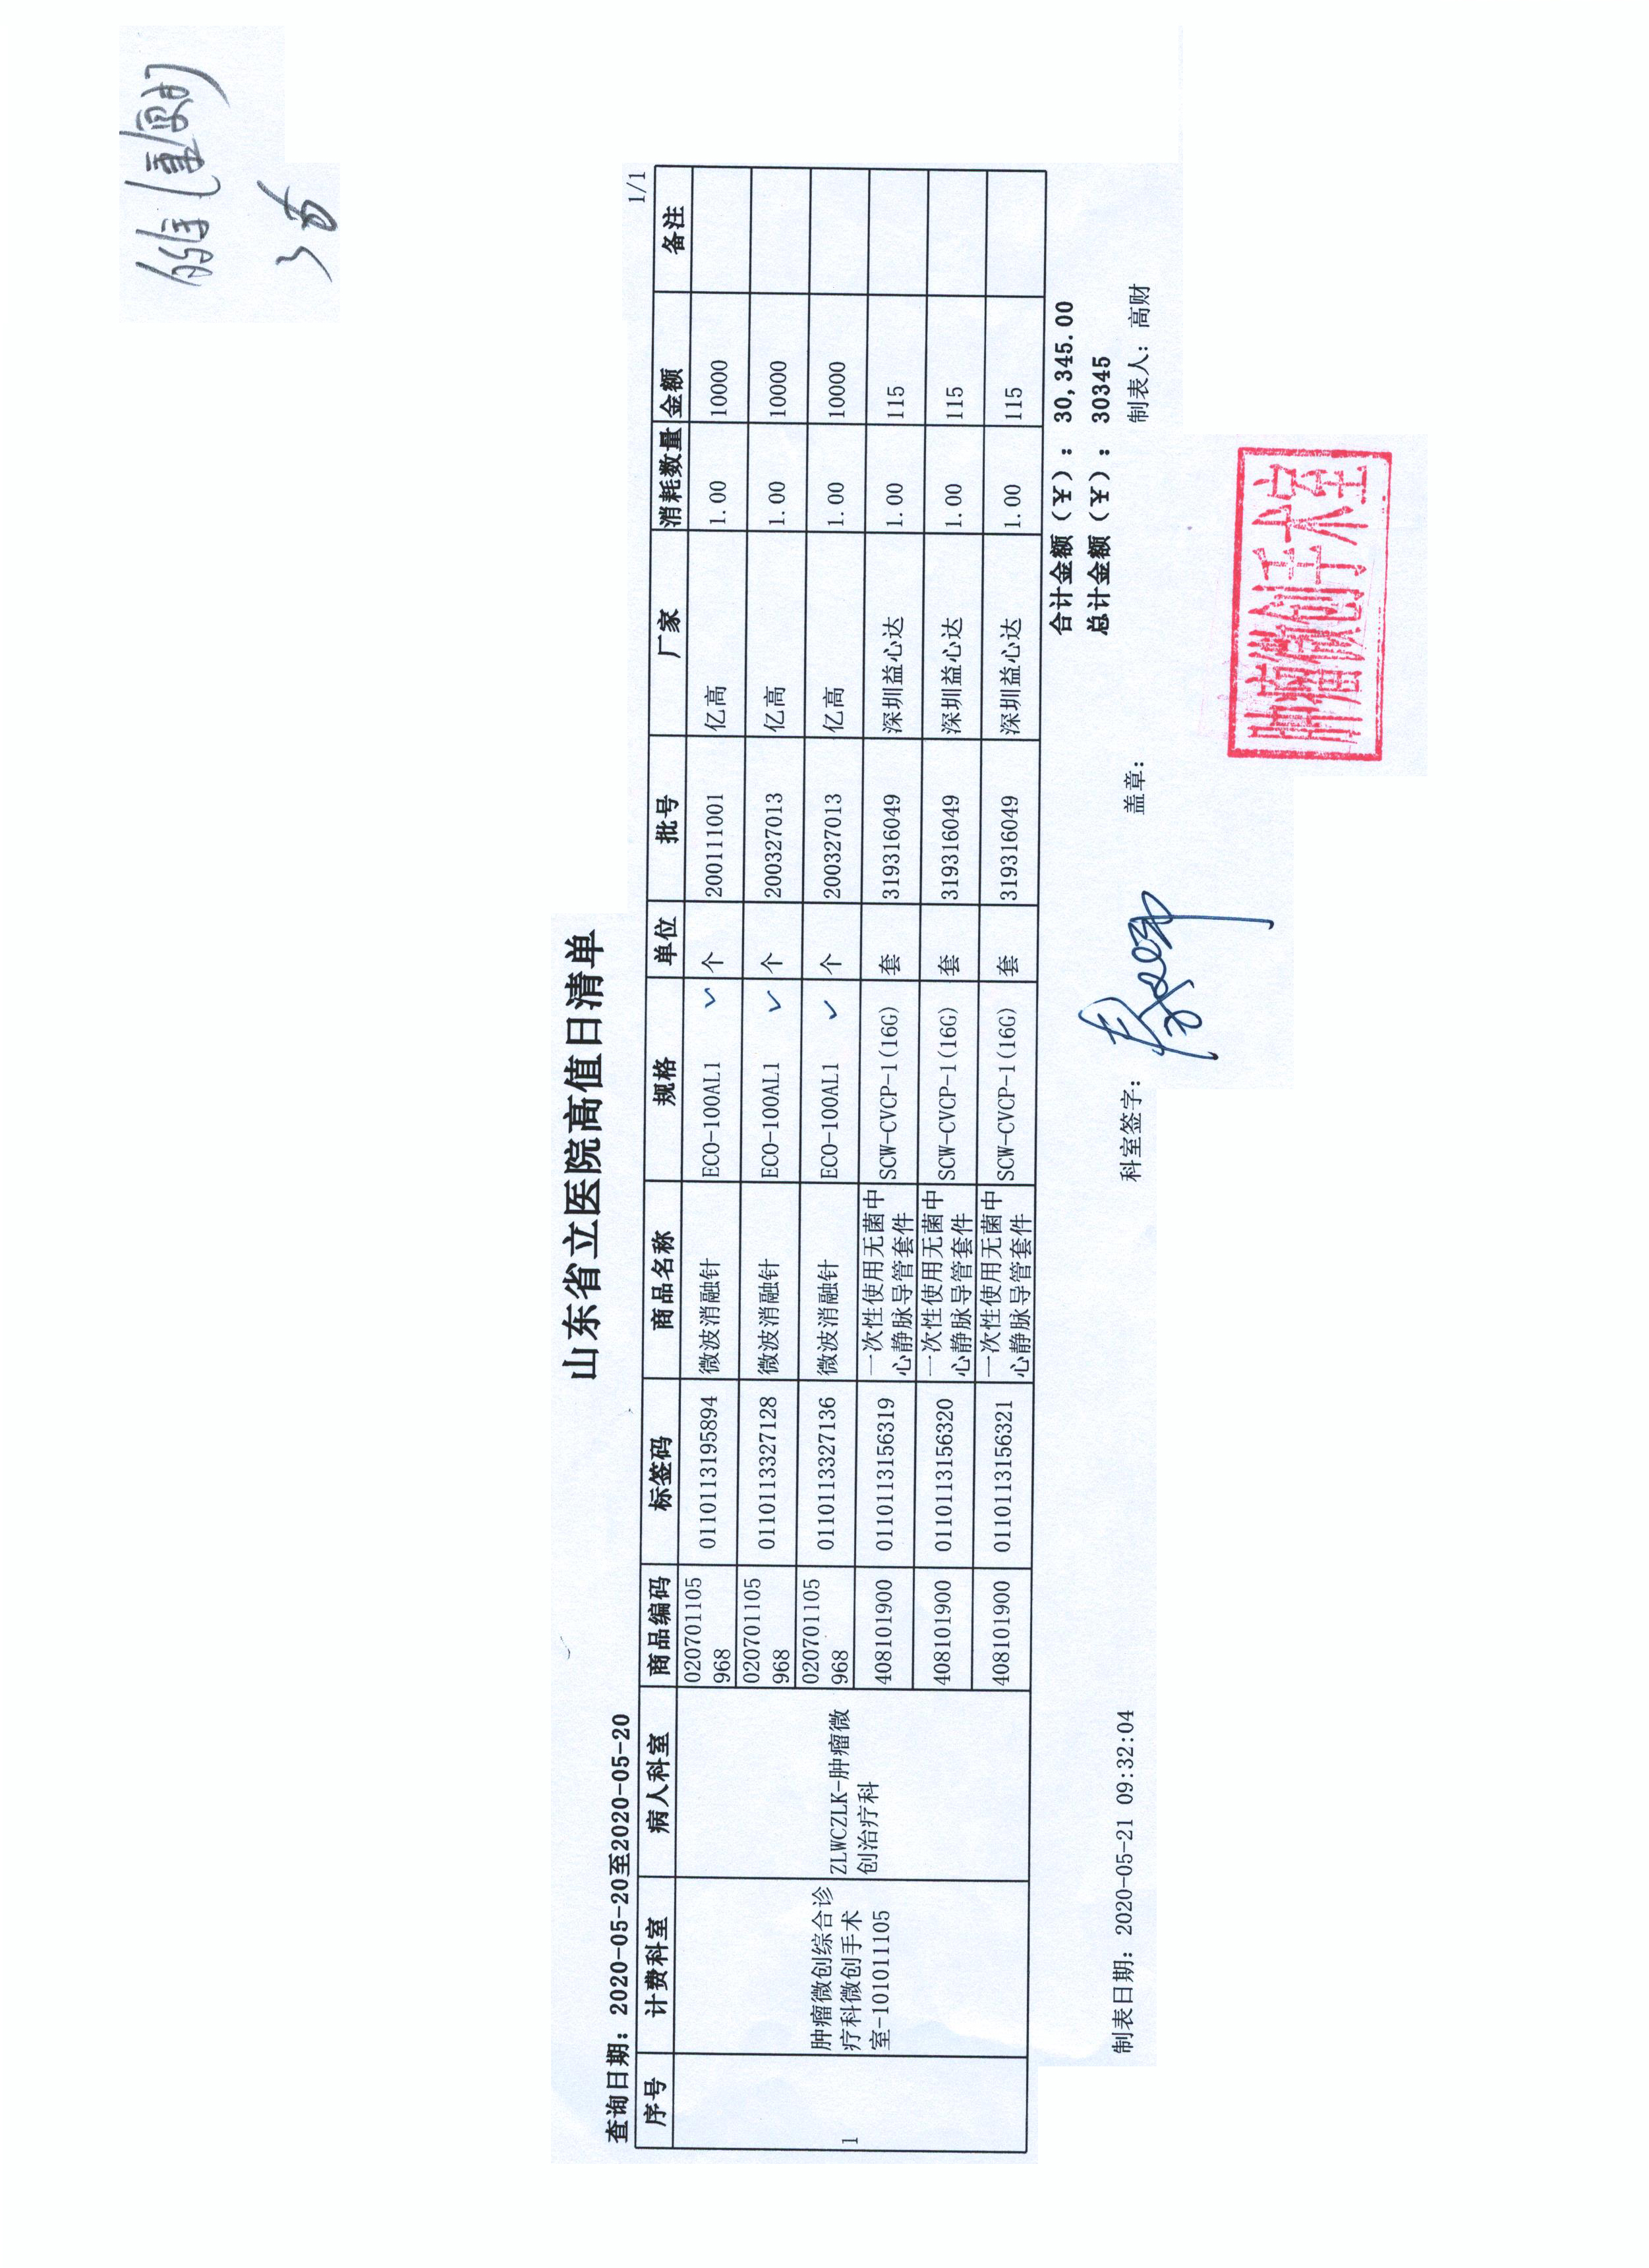 山东省立医院高值日清单
查询日期：2020-05-20至2020-05-20
1/1
序号 计费科室 病人科室 商品编码 标签码 商品名称 规格 单位 批号 厂家 消耗数量 金额 备注
1 肿瘤微创综合诊疗科微创手术室-101011105 ZLWCZLK-肿瘤微创治疗科 020701105968 0110113195894 微波消融针 ECO-100AL1 个 200111001 亿高 1.00 10000
020701105968 0110113327128 微波消融针 ECO-100AL1 个 200327013 亿高 1.00 10000
020701105968 0110113327136 微波消融针 ECO-100AL1 个 200327013 亿高 1.00 10000
408101900 0110113156319 一次性使用无菌中心静脉导管套件 SCW-CVCP-1(16G) 套 319316049 深圳益心达 1.00 115
408101900 0110113156320 一次性使用无菌中心静脉导管套件 SCW-CVCP-1(16G) 套 319316049 深圳益心达 1.00 115
408101900 0110113156321 一次性使用无菌中心静脉导管套件 SCW-CVCP-1(16G) 套 319316049 深圳益心达 1.00 115
合计金额（￥）： 30,345.00
总计金额（￥）： 30345
制表日期：2020-05-21 09:32:04 科室签字： 盖章： 制表人：高财
肿瘤微创手术室